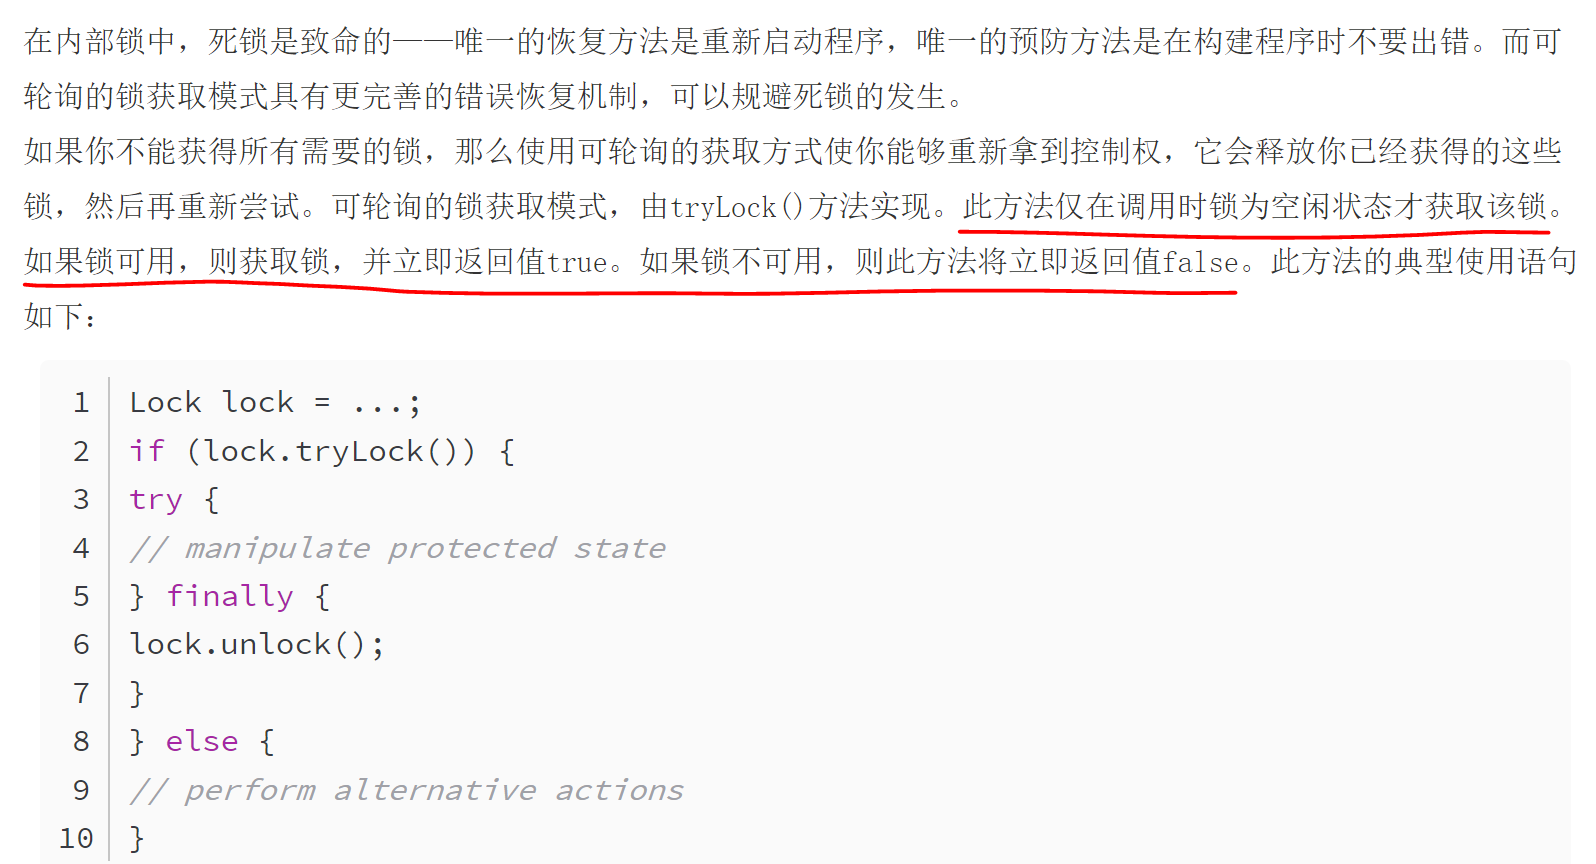 在内部锁中，死锁是致命的——唯一的恢复方法是重新启动程序，唯一的预防方法是在构建程序时不要出错。而可
轮询的锁获取模式具有更完善的错误恢复机制，可以规避死锁的发生。
如果你不能获得所有需要的锁，那么使用可轮询的获取方式使你能够重新拿到控制权，它会释放你已经获得的这些
锁，然后再重新尝试。可轮询的锁获取模式，由tryLock()方法实现。此方法仅在调用时锁为空闲状态才获取该锁。
如果锁可用，则获取锁，并立即返回值true。如果锁不可用，则此方法将立即返回值false。此方法的典型使用语句
如下：
1 Lock lock = ...;
2 if (lock.tryLock()) {
3 try {
4 // manipulate protected state
5 } finally {
6 lock.unlock();
7 }
8 } else {
9 // perform alternative actions
10 }